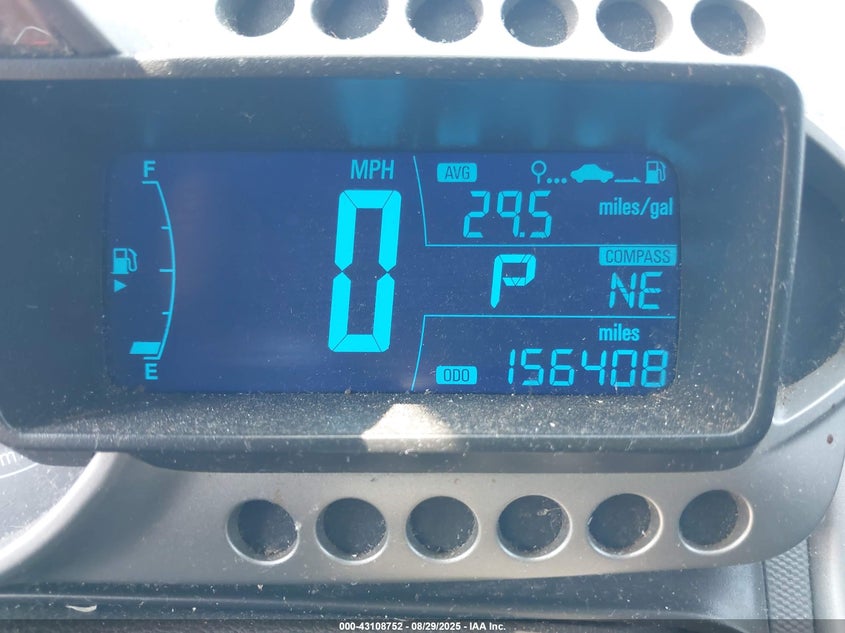 F
MPH
AVG
29.5 miles/gal
0
P
COMPASS
NE
miles
E
ODO 156408
000-43108752 - 08/29/2025 - IAA Inc.